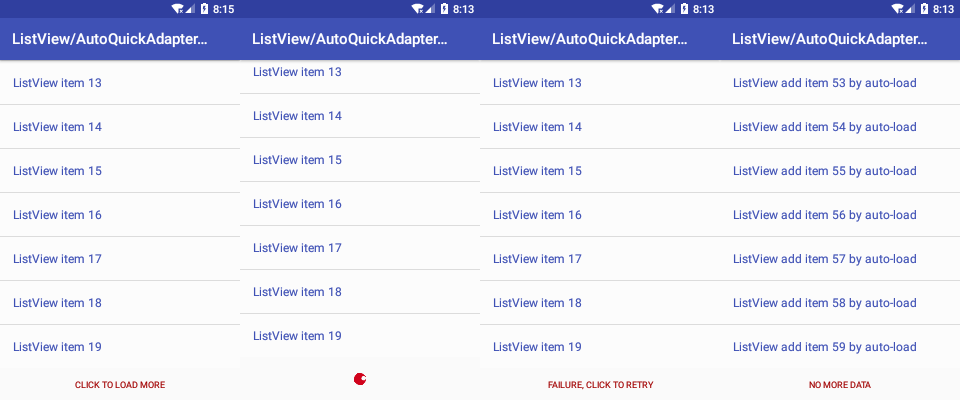 8:15
ListView/AutoQuickAdapter...
ListView item 13
ListView item 14
ListView item 15
ListView item 16
ListView item 17
ListView item 18
ListView item 19
CLICK TO LOAD MORE
8:13
ListView/AutoQuickAdapter...
ListView item 13
ListView item 14
ListView item 15
ListView item 16
ListView item 17
ListView item 18
ListView item 19
8:13
ListView/AutoQuickAdapter...
ListView item 13
ListView item 14
ListView item 15
ListView item 16
ListView item 17
ListView item 18
ListView item 19
FAILURE, CLICK TO RETRY
8:13
ListView/AutoQuickAdapter...
ListView add item 53 by auto-load
ListView add item 54 by auto-load
ListView add item 55 by auto-load
ListView add item 56 by auto-load
ListView add item 57 by auto-load
ListView add item 58 by auto-load
ListView add item 59 by auto-load
NO MORE DATA